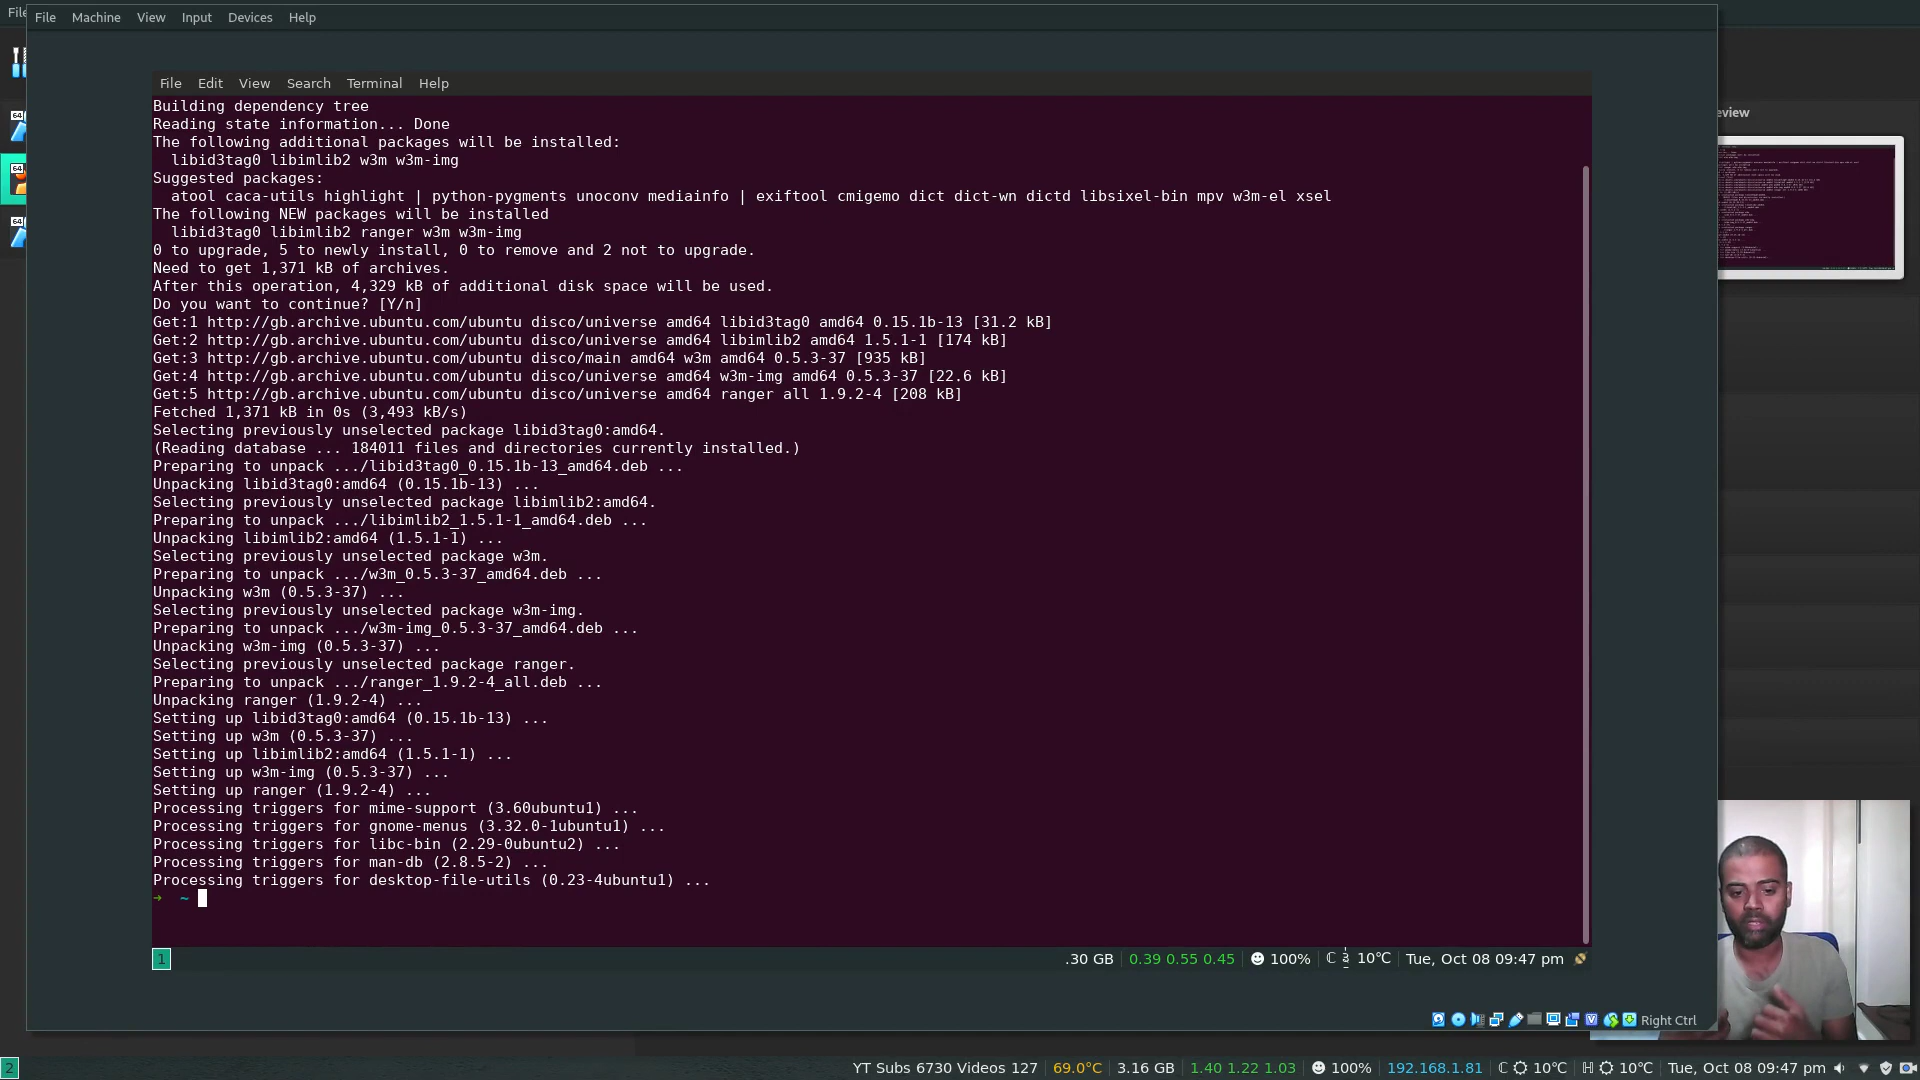 File
File Machine View Input Devices Help
File Edit View Search Terminal Help
Building dependency tree
Reading state information... Done
The following additional packages will be installed:
libid3tag0 libimlib2 w3m w3m-img
Suggested packages:
atool caca-utils highlight | python-pygments unoconv mediainfo | exiftool cmigemo dict dict-wn dictd libsixel-bin mpv w3m-el xsel
The following NEW packages will be installed
libid3tag0 libimlib2 ranger w3m w3m-img
0 to upgrade, 5 to newly install, 0 to remove and 2 not to upgrade.
Need to get 1,371 kB of archives.
After this operation, 4,329 kB of additional disk space will be used.
Do you want to continue? [Y/n]
Get:1 http://gb.archive.ubuntu.com/ubuntu disco/universe amd64 libid3tag0 amd64 0.15.1b-13 [31.2 kB]
Get:2 http://gb.archive.ubuntu.com/ubuntu disco/universe amd64 libimlib2 amd64 1.5.1-1 [174 kB]
Get:3 http://gb.archive.ubuntu.com/ubuntu disco/main amd64 w3m amd64 0.5.3-37 [935 kB]
Get:4 http://gb.archive.ubuntu.com/ubuntu disco/universe amd64 w3m-img amd64 0.5.3-37 [22.6 kB]
Get:5 http://gb.archive.ubuntu.com/ubuntu disco/universe amd64 ranger all 1.9.2-4 [208 kB]
Fetched 1,371 kB in 0s (3,493 kB/s)
Selecting previously unselected package libid3tag0:amd64.
(Reading database ... 184011 files and directories currently installed.)
Preparing to unpack .../libid3tag0_0.15.1b-13_amd64.deb ...
Unpacking libid3tag0:amd64 (0.15.1b-13) ...
Selecting previously unselected package libimlib2:amd64.
Preparing to unpack .../libimlib2_1.5.1-1_amd64.deb ...
Unpacking libimlib2:amd64 (1.5.1-1) ...
Selecting previously unselected package w3m.
Preparing to unpack .../w3m_0.5.3-37_amd64.deb ...
Unpacking w3m (0.5.3-37) ...
Selecting previously unselected package w3m-img.
Preparing to unpack .../w3m-img_0.5.3-37_amd64.deb ...
Unpacking w3m-img (0.5.3-37) ...
Selecting previously unselected package ranger.
Preparing to unpack .../ranger_1.9.2-4_all.deb ...
Unpacking ranger (1.9.2-4) ...
Setting up libid3tag0:amd64 (0.15.1b-13) ...
Setting up w3m (0.5.3-37) ...
Setting up libimlib2:amd64 (1.5.1-1) ...
Setting up w3m-img (0.5.3-37) ...
Setting up ranger (1.9.2-4) ...
Processing triggers for mime-support (3.60ubuntu1) ...
Processing triggers for gnome-menus (3.32.0-1ubuntu1) ...
Processing triggers for libc-bin (2.29-0ubuntu2) ...
Processing triggers for man-db (2.8.5-2) ...
Processing triggers for desktop-file-utils (0.23-4ubuntu1) ...
➜ ~
1 .30 GB | 0.39 0.55 0.45 | 100% | C 10°C | Tue, Oct 08 09:47 pm
Right Ctrl
eview
64
64
64
2 YT Subs 6730 Videos 127 | 69.0°C | 3.16 GB | 1.40 1.22 1.03 | 100% | 192.168.1.81 | C 10°C | H 10°C | Tue, Oct 08 09:47 pm